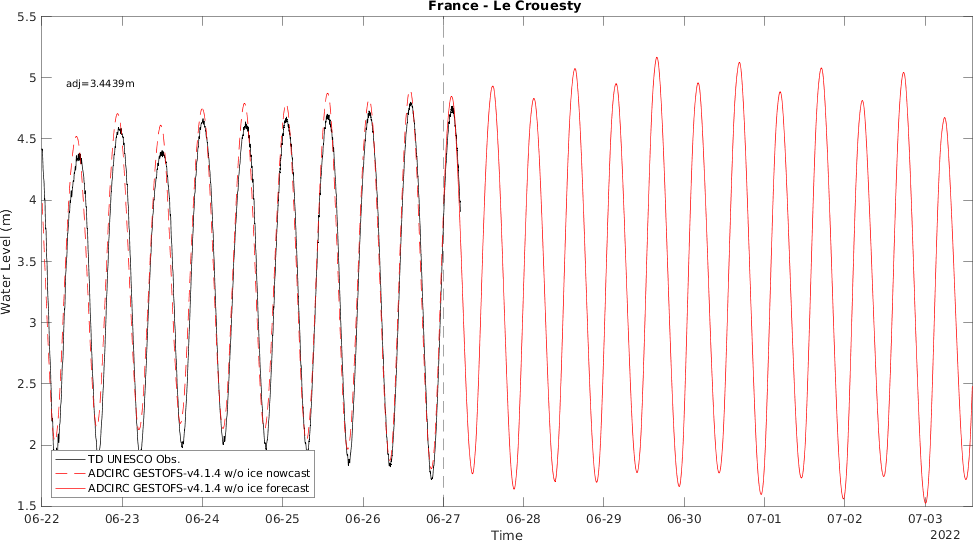 France - Le Crouesty
adj=3.4439m
Water Level (m)
5.5
5
4.5
4
3.5
3
2.5
2
1.5
TD UNESCO Obs.
ADCIRC GESTOFS-v4.1.4 w/o ice nowcast
ADCIRC GESTOFS-v4.1.4 w/o ice forecast
06-22 06-23 06-24 06-25 06-26 06-27 06-28 06-29 06-30 07-01 07-02 07-03
Time
2022